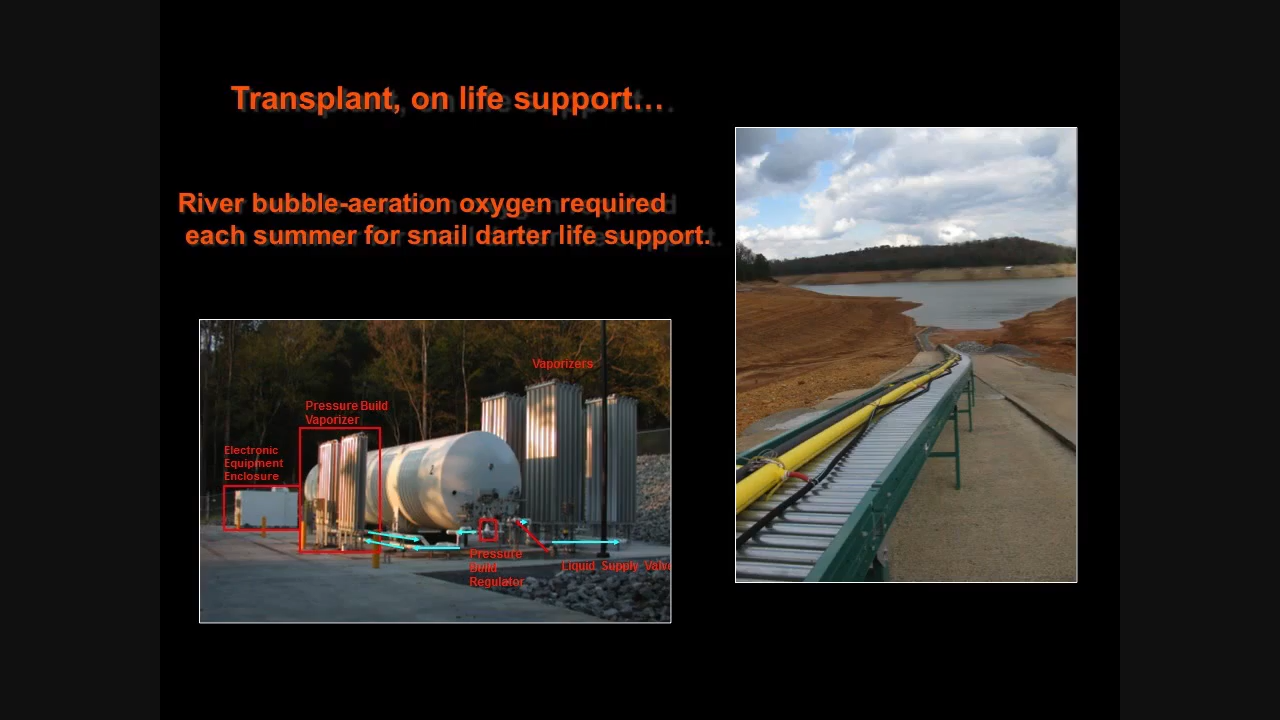 Transplant, on life support…
River bubble-aeration oxygen required
each summer for snail darter life support.
Vaporizers
Pressure Build
Vaporizer
Electronic
Equipment
Enclosure
Pressure
Build
Regulator
Liquid Supply Valve